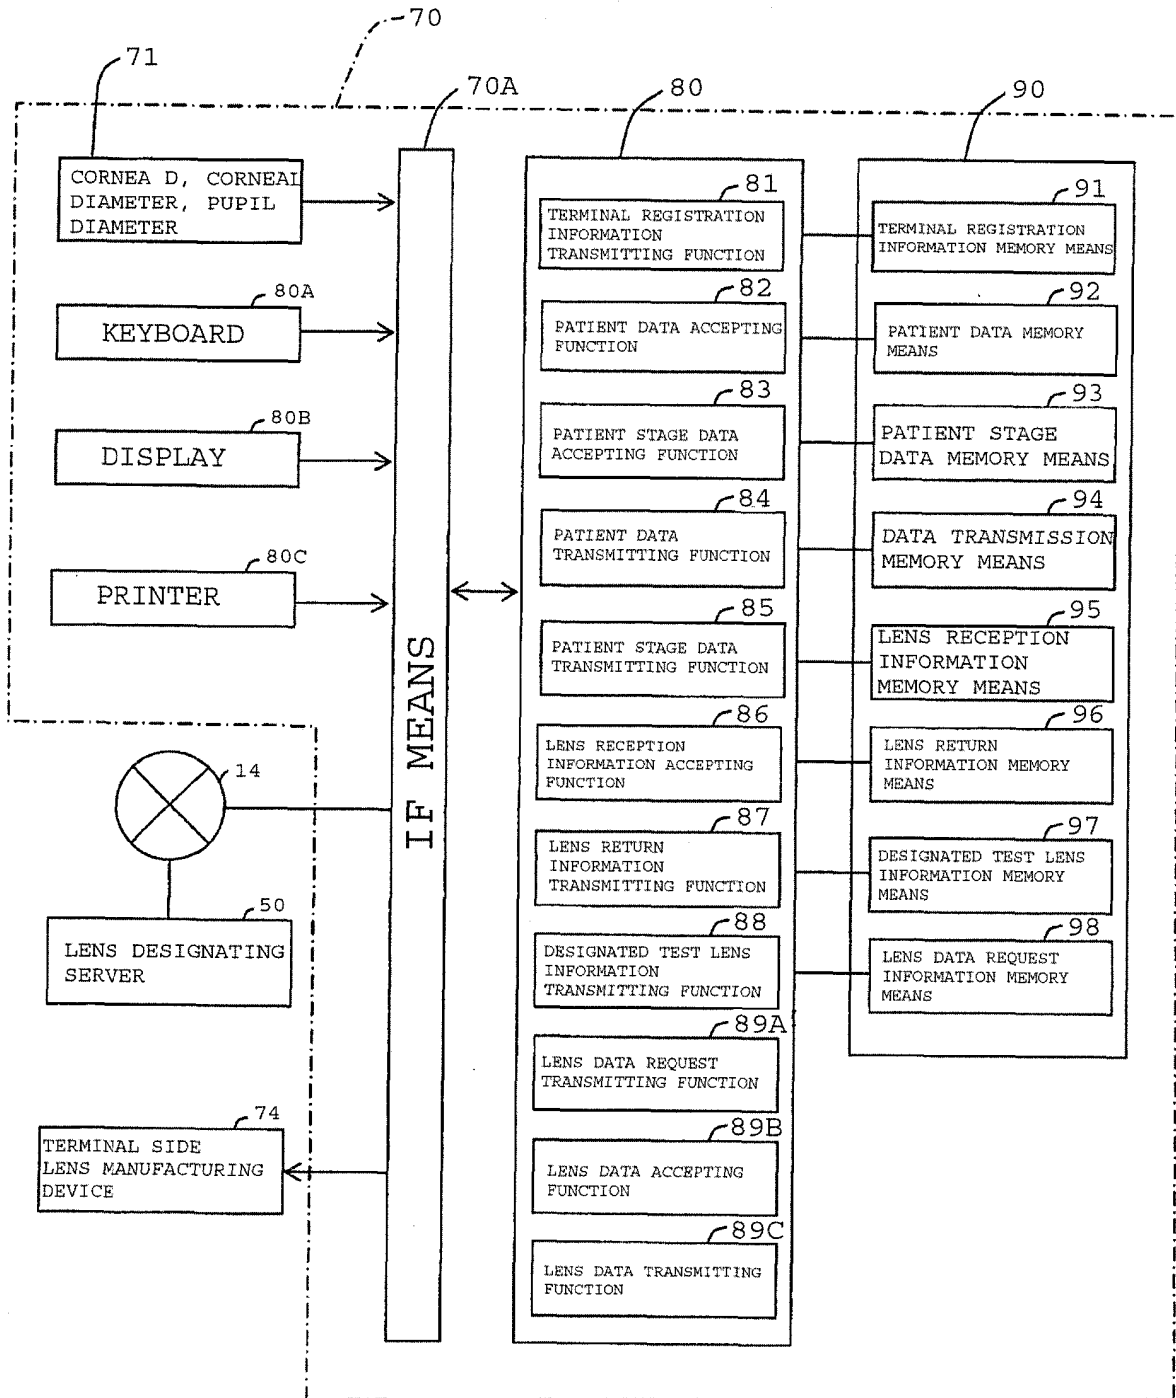 70
71
70A
80
90
CORNEA D, CORNEAL
DIAMETER, PUPIL
DIAMETER
80A
KEYBOARD
80B
DISPLAY
80C
PRINTER
14
50
LENS DESIGNATING
SERVER
74
TERMINAL SIDE
LENS MANUFACTURING
DEVICE
IF MEANS
81
TERMINAL REGISTRATION
INFORMATION
TRANSMITTING FUNCTION
82
PATIENT DATA ACCEPTING
FUNCTION
83
PATIENT STAGE DATA
ACCEPTING FUNCTION
84
PATIENT DATA
TRANSMITTING FUNCTION
85
PATIENT STAGE DATA
TRANSMITTING FUNCTION
86
LENS RECEPTION
INFORMATION ACCEPTING
FUNCTION
87
LENS RETURN
INFORMATION
TRANSMITTING FUNCTION
88
DESIGNATED TEST LENS
INFORMATION
TRANSMITTING FUNCTION
89A
LENS DATA REQUEST
TRANSMITTING FUNCTION
89B
LENS DATA ACCEPTING
FUNCTION
89C
LENS DATA TRANSMITTING
FUNCTION
91
TERMINAL REGISTRATION
INFORMATION MEMORY MEANS
92
PATIENT DATA MEMORY
MEANS
93
PATIENT STAGE
DATA MEMORY MEANS
94
DATA TRANSMISSION
MEMORY MEANS
95
LENS RECEPTION
INFORMATION
MEMORY MEANS
96
LENS RETURN
INFORMATION MEMORY
MEANS
97
DESIGNATED TEST LENS
INFORMATION MEMORY
MEANS
98
LENS DATA REQUEST
INFORMATION MEMORY
MEANS